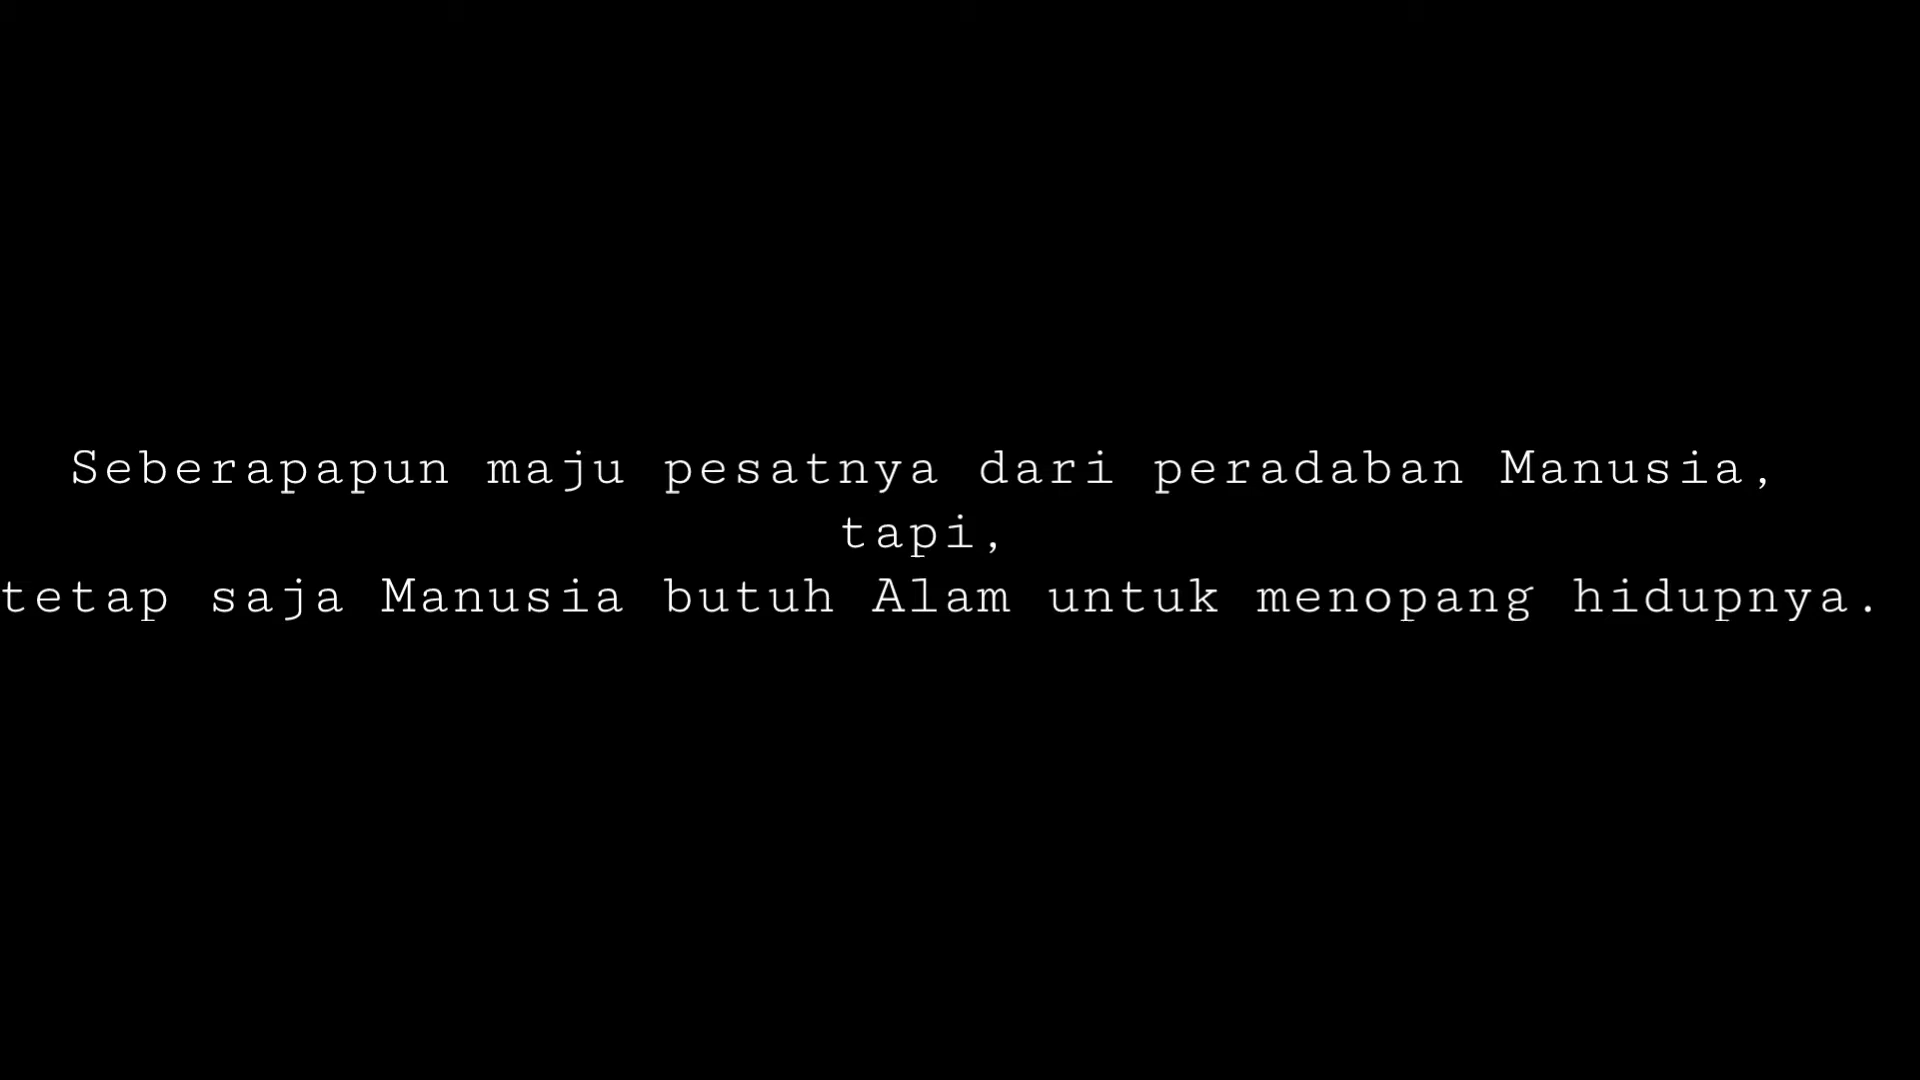 Seberapapun maju pesatnya dari peradaban Manusia,
tapi,
tetap saja Manusia butuh Alam untuk menopang hidupnya.